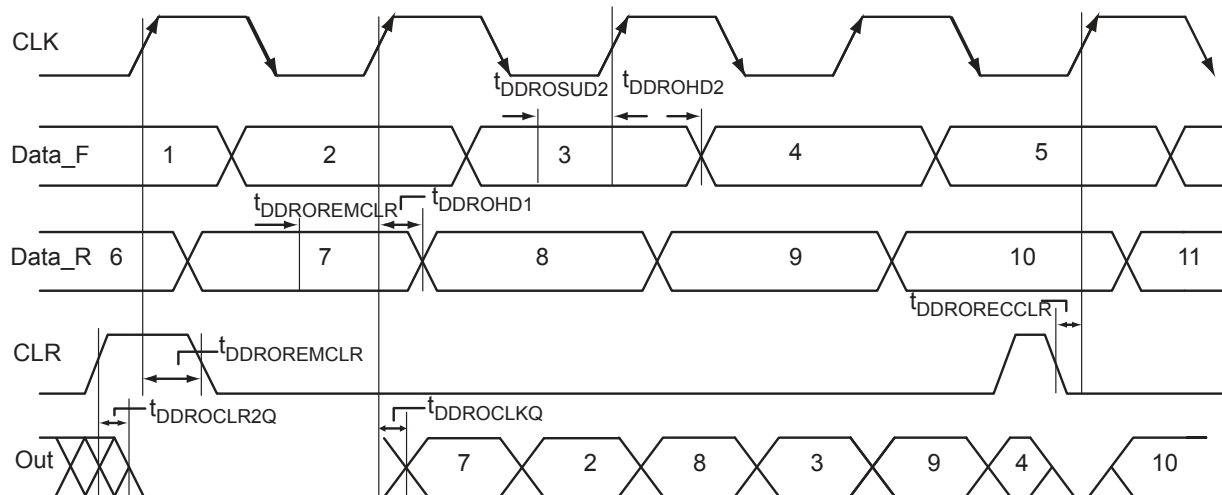 CLK
tDDROSUD2 tDDROHD2
Data_F 1 2 3 4 5
tDDROREMCLR tDDROHD1
Data_R 6 7 8 9 10 11
tDDRORECCLR
CLR tDDROREMCLR
tDDROCLR2Q tDDROCLKQ
Out 7 2 8 3 9 4 10